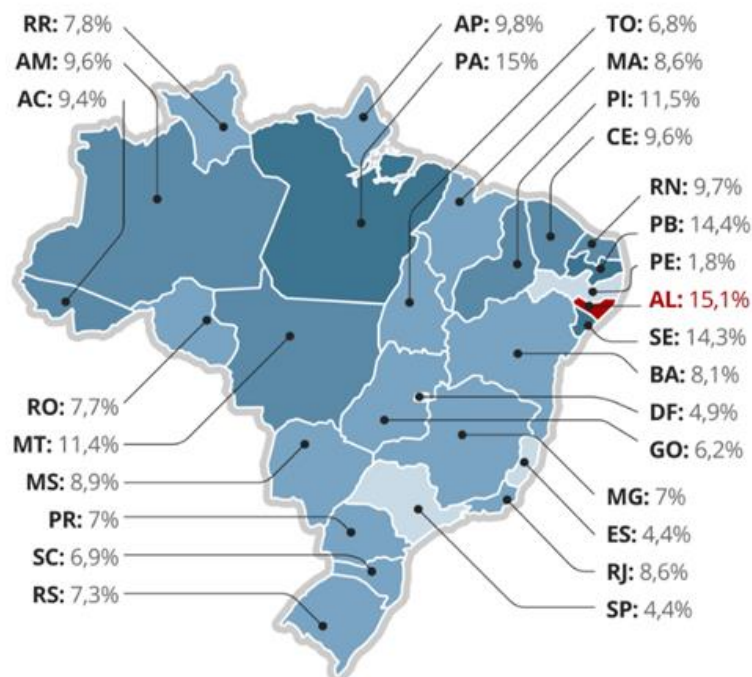 RR: 7,8%
AM: 9,6%
AC: 9,4%
AP: 9,8%
PA: 15%
TO: 6,8%
MA: 8,6%
PI: 11,5%
CE: 9,6%
RN: 9,7%
PB: 14,4%
PE: 1,8%
AL: 15,1%
SE: 14,3%
BA: 8,1%
DF: 4,9%
GO: 6,2%
MG: 7%
ES: 4,4%
RJ: 8,6%
SP: 4,4%
RO: 7,7%
MT: 11,4%
MS: 8,9%
PR: 7%
SC: 6,9%
RS: 7,3%